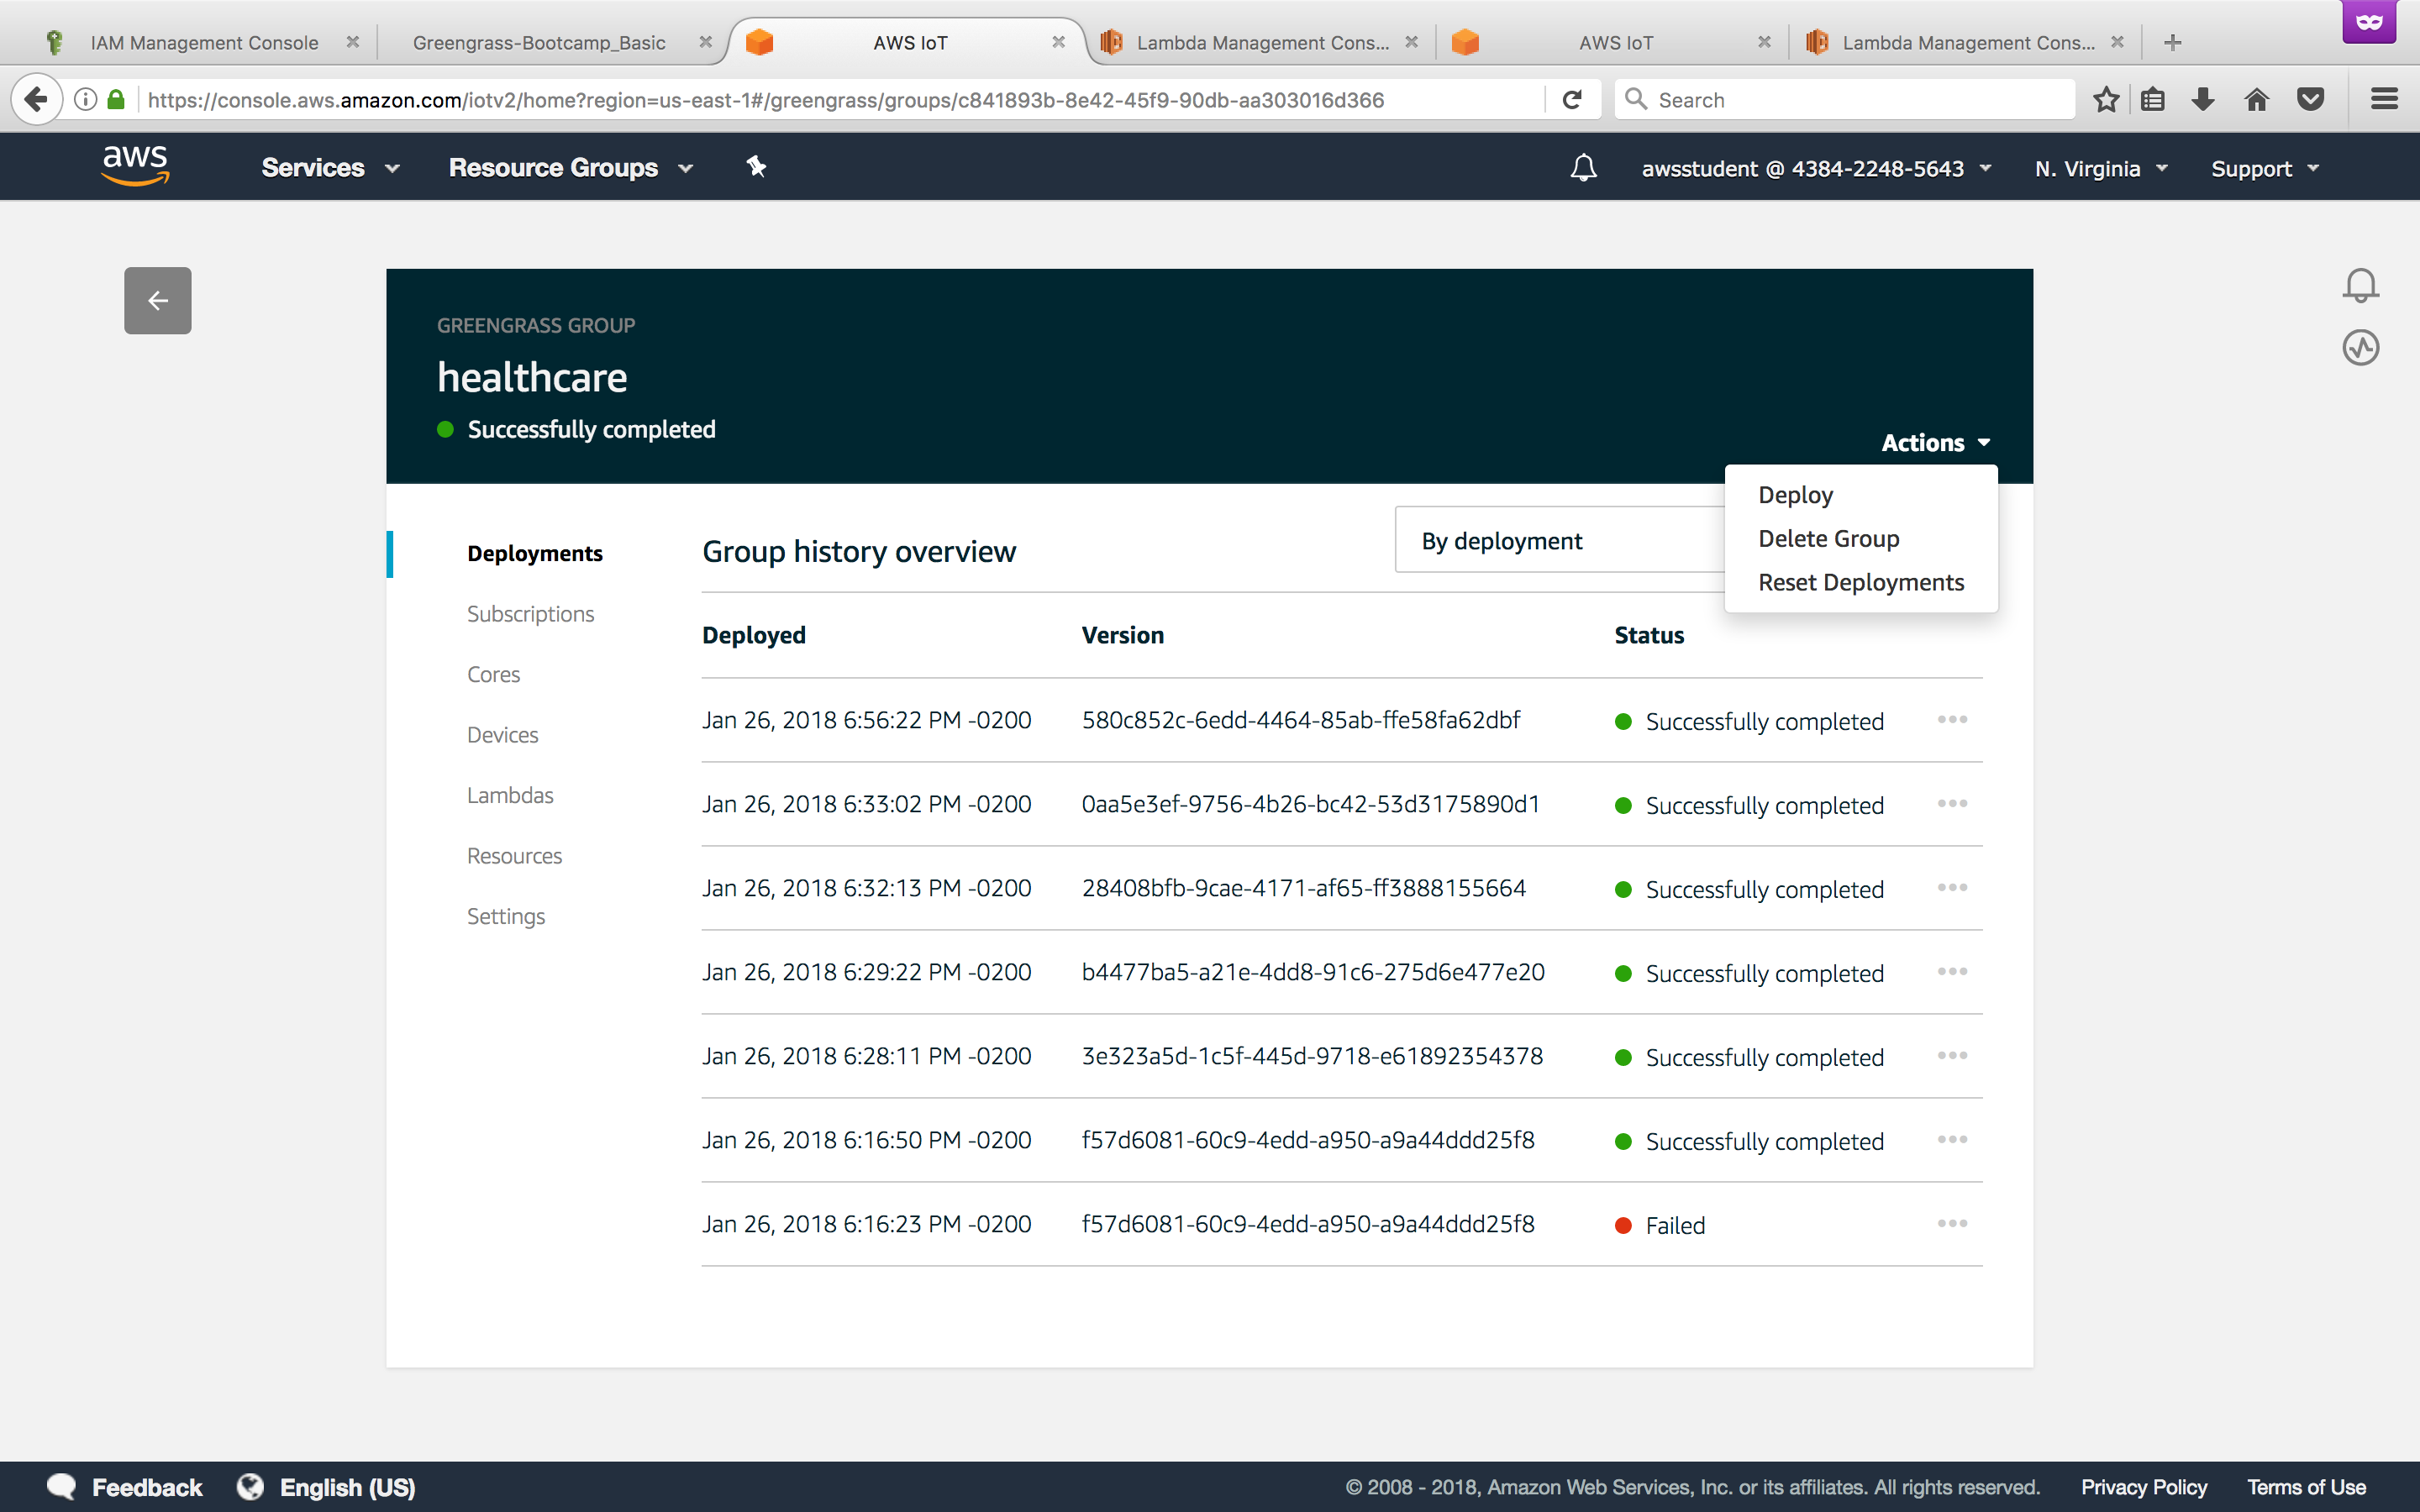 IAM Management Console
Greengrass-Bootcamp_Basic
AWS IoT
Lambda Management Cons...
AWS IoT
Lambda Management Cons...
https://console.aws.amazon.com/iotv2/home?region=us-east-1#/greengrass/groups/c841893b-8e42-45f9-90db-aa303016d366
Search
aws
Services
Resource Groups
awsstudent @ 4384-2248-5643
N. Virginia
Support
GREENGRASS GROUP
healthcare
Successfully completed
Actions
Deploy
Delete Group
Reset Deployments
Deployments
Subscriptions
Cores
Devices
Lambdas
Resources
Settings
Group history overview
By deployment
Deployed Version Status
Jan 26, 2018 6:56:22 PM -0200 580c852c-6edd-4464-85ab-ffe58fa62dbf Successfully completed
Jan 26, 2018 6:33:02 PM -0200 0aa5e3ef-9756-4b26-bc42-53d3175890d1 Successfully completed
Jan 26, 2018 6:32:13 PM -0200 28408bfb-9cae-4171-af65-ff3888155664 Successfully completed
Jan 26, 2018 6:29:22 PM -0200 b4477ba5-a21e-4dd8-91c6-275d6e477e20 Successfully completed
Jan 26, 2018 6:28:11 PM -0200 3e323a5d-1c5f-445d-9718-e61892354378 Successfully completed
Jan 26, 2018 6:16:50 PM -0200 f57d6081-60c9-4edd-a950-a9a44ddd25f8 Successfully completed
Jan 26, 2018 6:16:23 PM -0200 f57d6081-60c9-4edd-a950-a9a44ddd25f8 Failed
Feedback
English (US)
© 2008 - 2018, Amazon Web Services, Inc. or its affiliates. All rights reserved.
Privacy Policy
Terms of Use